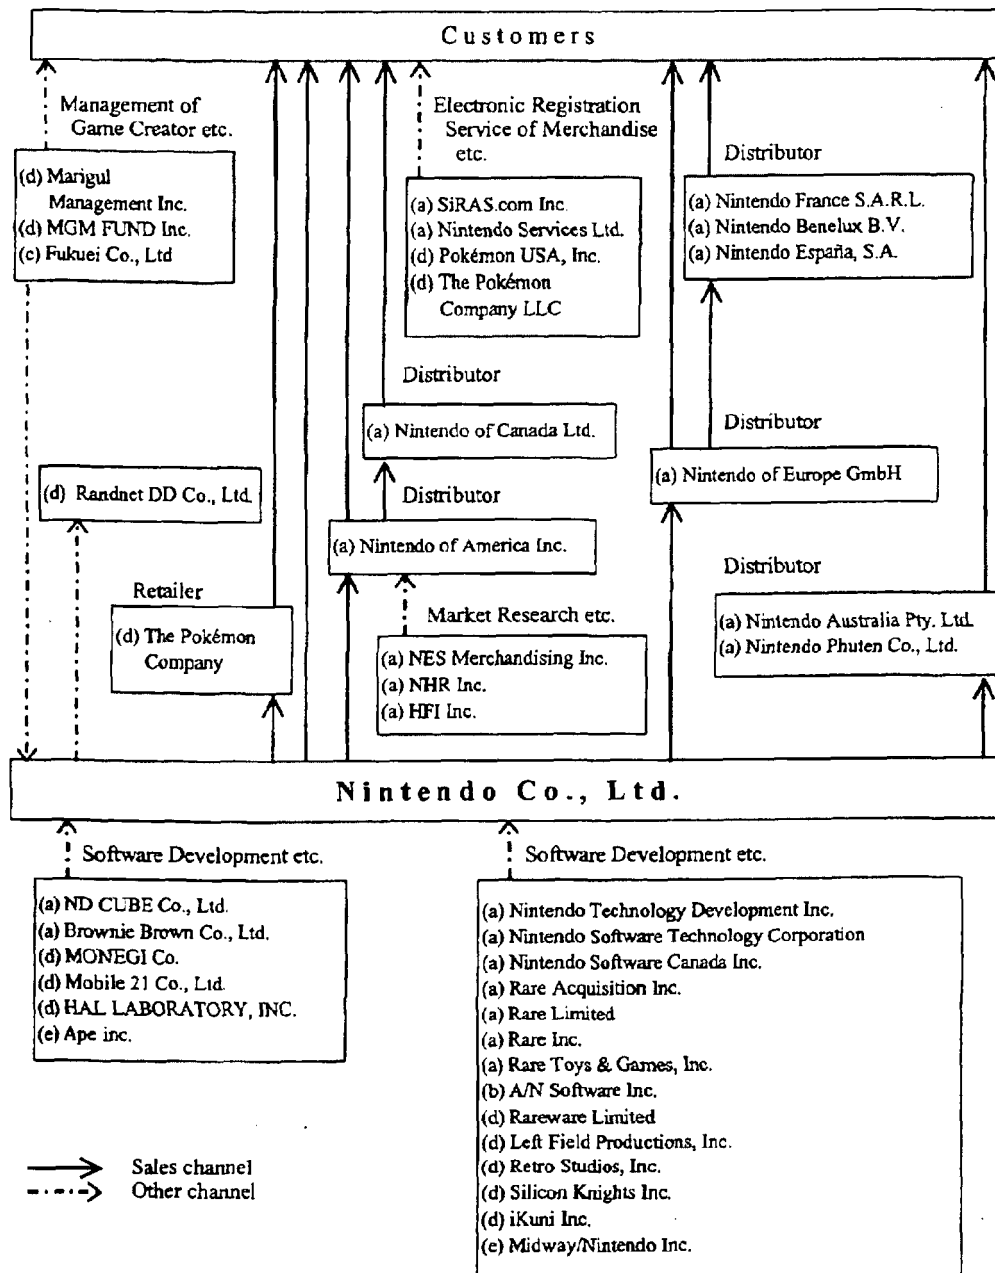 Customers
Management of
Game Creator etc.
(d) Marigul
Management Inc.
(d) MGM FUND Inc.
(c) Fukuei Co., Ltd
Electronic Registration
Service of Merchandise
etc.
(a) SiRAS.com Inc.
(a) Nintendo Services Ltd.
(d) Pokémon USA, Inc.
(d) The Pokémon
Company LLC
Distributor
(a) Nintendo France S.A.R.L.
(a) Nintendo Benelux B.V.
(a) Nintendo España, S.A.
Distributor
(a) Nintendo of Canada Ltd.
Distributor
(a) Nintendo of Europe GmbH
(d) Randnet DD Co., Ltd.
Distributor
(a) Nintendo of America Inc.
Retailer
(d) The Pokémon
Company
Market Research etc.
(a) NES Merchandising Inc.
(a) NHR Inc.
(a) HFI Inc.
Distributor
(a) Nintendo Australia Pty. Ltd.
(a) Nintendo Phuten Co., Ltd.
Nintendo Co., Ltd.
Software Development etc.
(a) ND CUBE Co., Ltd.
(a) Brownie Brown Co., Ltd.
(d) MONEGI Co.
(d) Mobile 21 Co., Ltd.
(d) HAL LABORATORY, INC.
(e) Ape inc.
Software Development etc.
(a) Nintendo Technology Development Inc.
(a) Nintendo Software Technology Corporation
(a) Nintendo Software Canada Inc.
(a) Rare Acquisition Inc.
(a) Rare Limited
(a) Rare Inc.
(a) Rare Toys & Games, Inc.
(b) A/N Software Inc.
(d) Rareware Limited
(d) Left Field Productions, Inc.
(d) Retro Studios, Inc.
(d) Silicon Knights Inc.
(d) iKuni Inc.
(e) Midway/Nintendo Inc.
Sales channel
Other channel